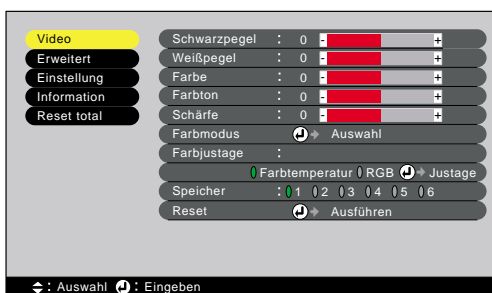 Video
Erweitert
Einstellung
Information
Reset total
Schwarzpegel : 0 - +
Weißpegel : 0 - +
Farbe : 0 - +
Farbton : 0 - +
Schärfe : 0 - +
Farbmodus Auswahl
Farbjustage :
Farbtemperatur RGB Justage
Speicher : 1 2 3 4 5 6
Reset Ausführen
: Auswahl : Eingeben